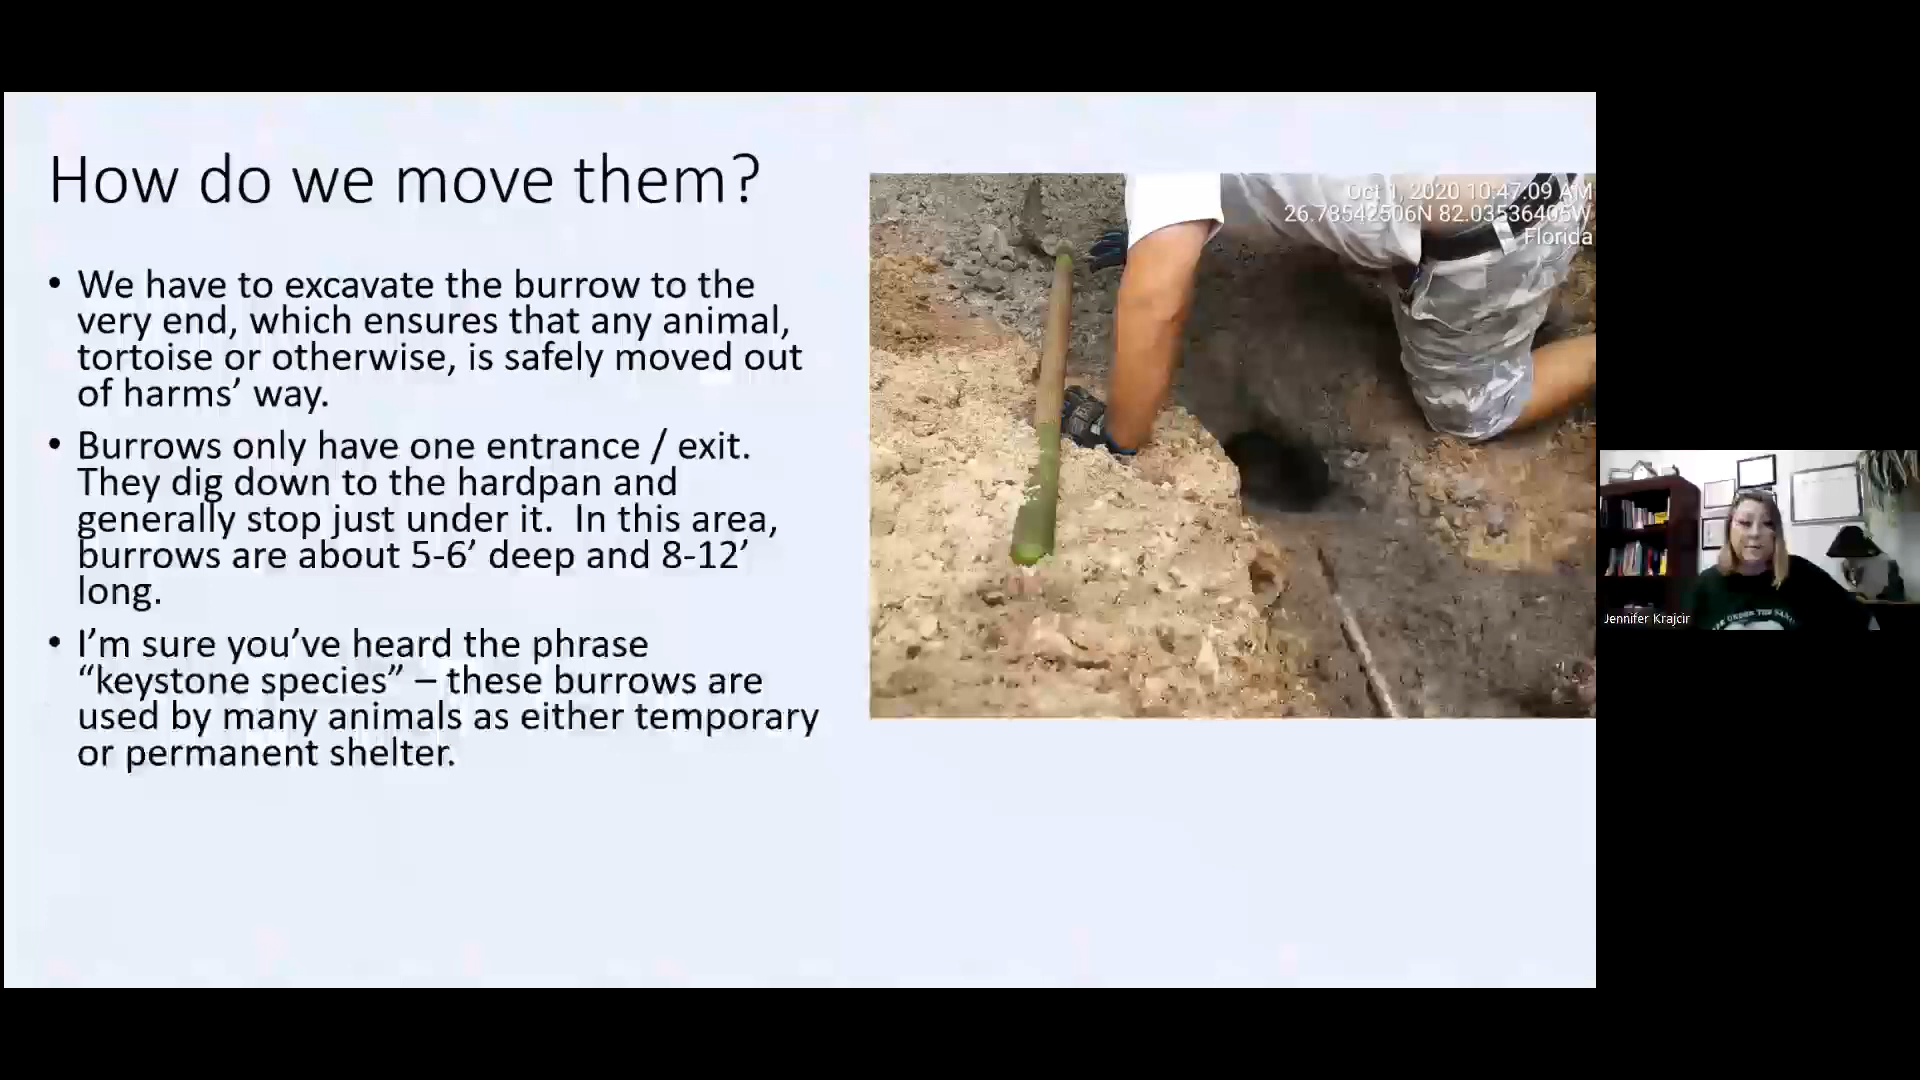 How do we move them?
• We have to excavate the burrow to the
very end, which ensures that any animal,
tortoise or otherwise, is safely moved out
of harms’ way.
• Burrows only have one entrance / exit.
They dig down to the hardpan and
generally stop just under it.  In this area,
burrows are about 5-6’ deep and 8-12’
long.
• I’m sure you’ve heard the phrase
“keystone species” – these burrows are
used by many animals as either temporary
or permanent shelter.
Oct 1, 2020 10:47:09 AM
26.78542506N 82.03536405W
Florida
UNDER THE
Jennifer Krajcir